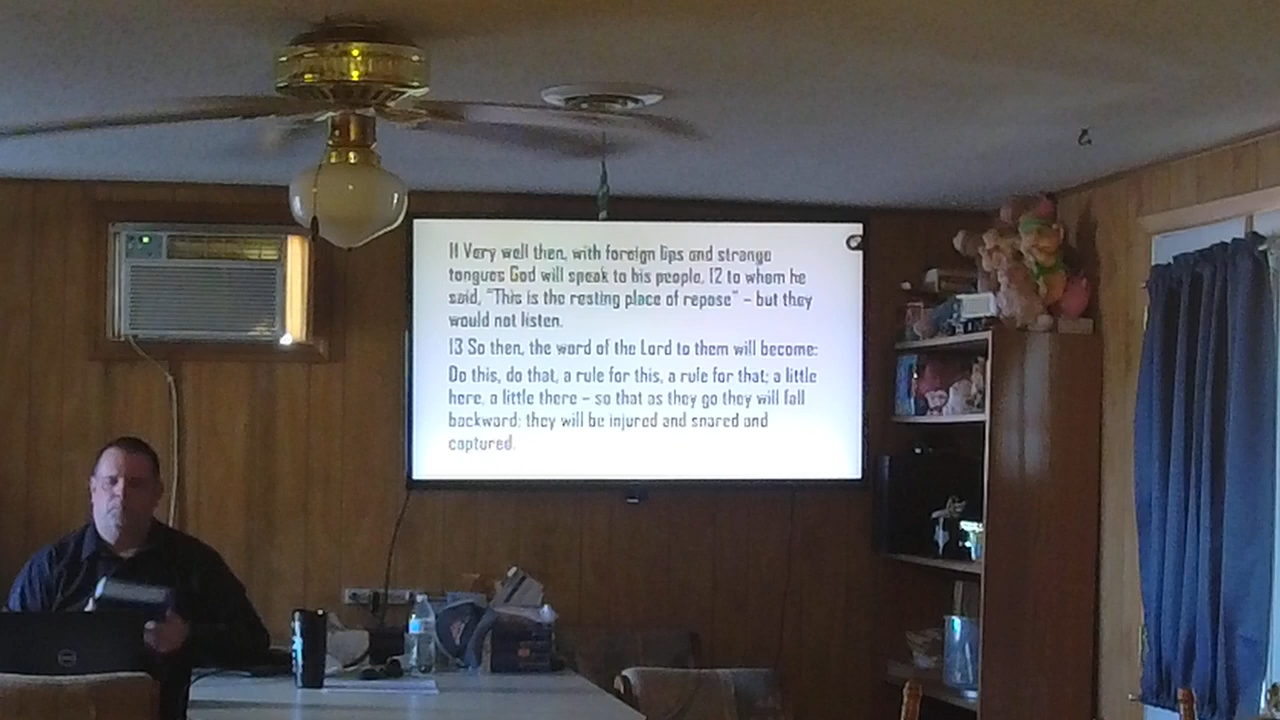 11 Very well then, with foreign lips and strange
tongues God will speak to his people, 12 to whom he
said, "This is the resting place of repose" – but they
would not listen.
13 So then, the word of the Lord to them will become:
Do this, do that, a rule for this, a rule for that; a little
here, a little there – so that as they go they will fall
backward; they will be injured and snared and
captured.
DELL